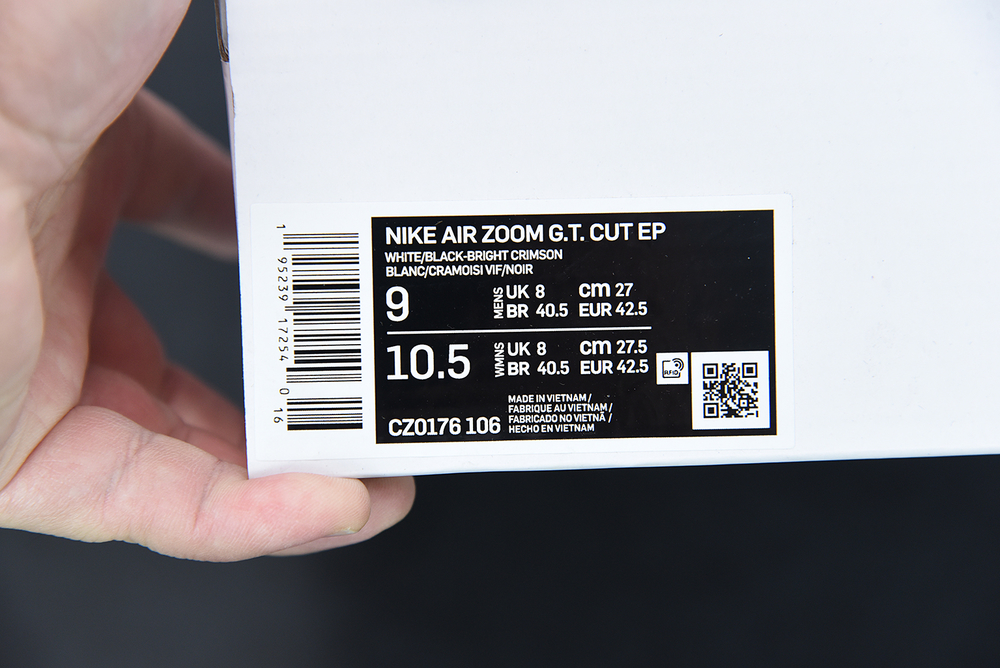 1 95239 17254 0 16
NIKE AIR ZOOM G.T. CUT EP
WHITE/BLACK-BRIGHT CRIMSON
BLANC/CRAMOISI VIF/NOIR
9 MENS UK 8 cm 27
BR 40.5 EUR 42.5
10.5 WMNS UK 8 cm 27.5
BR 40.5 EUR 42.5
RFID
CZ0176 106
MADE IN VIETNAM /
FABRIQUE AU VIETNAM /
FABRICADO NO VIETNÃ /
HECHO EN VIETNAM